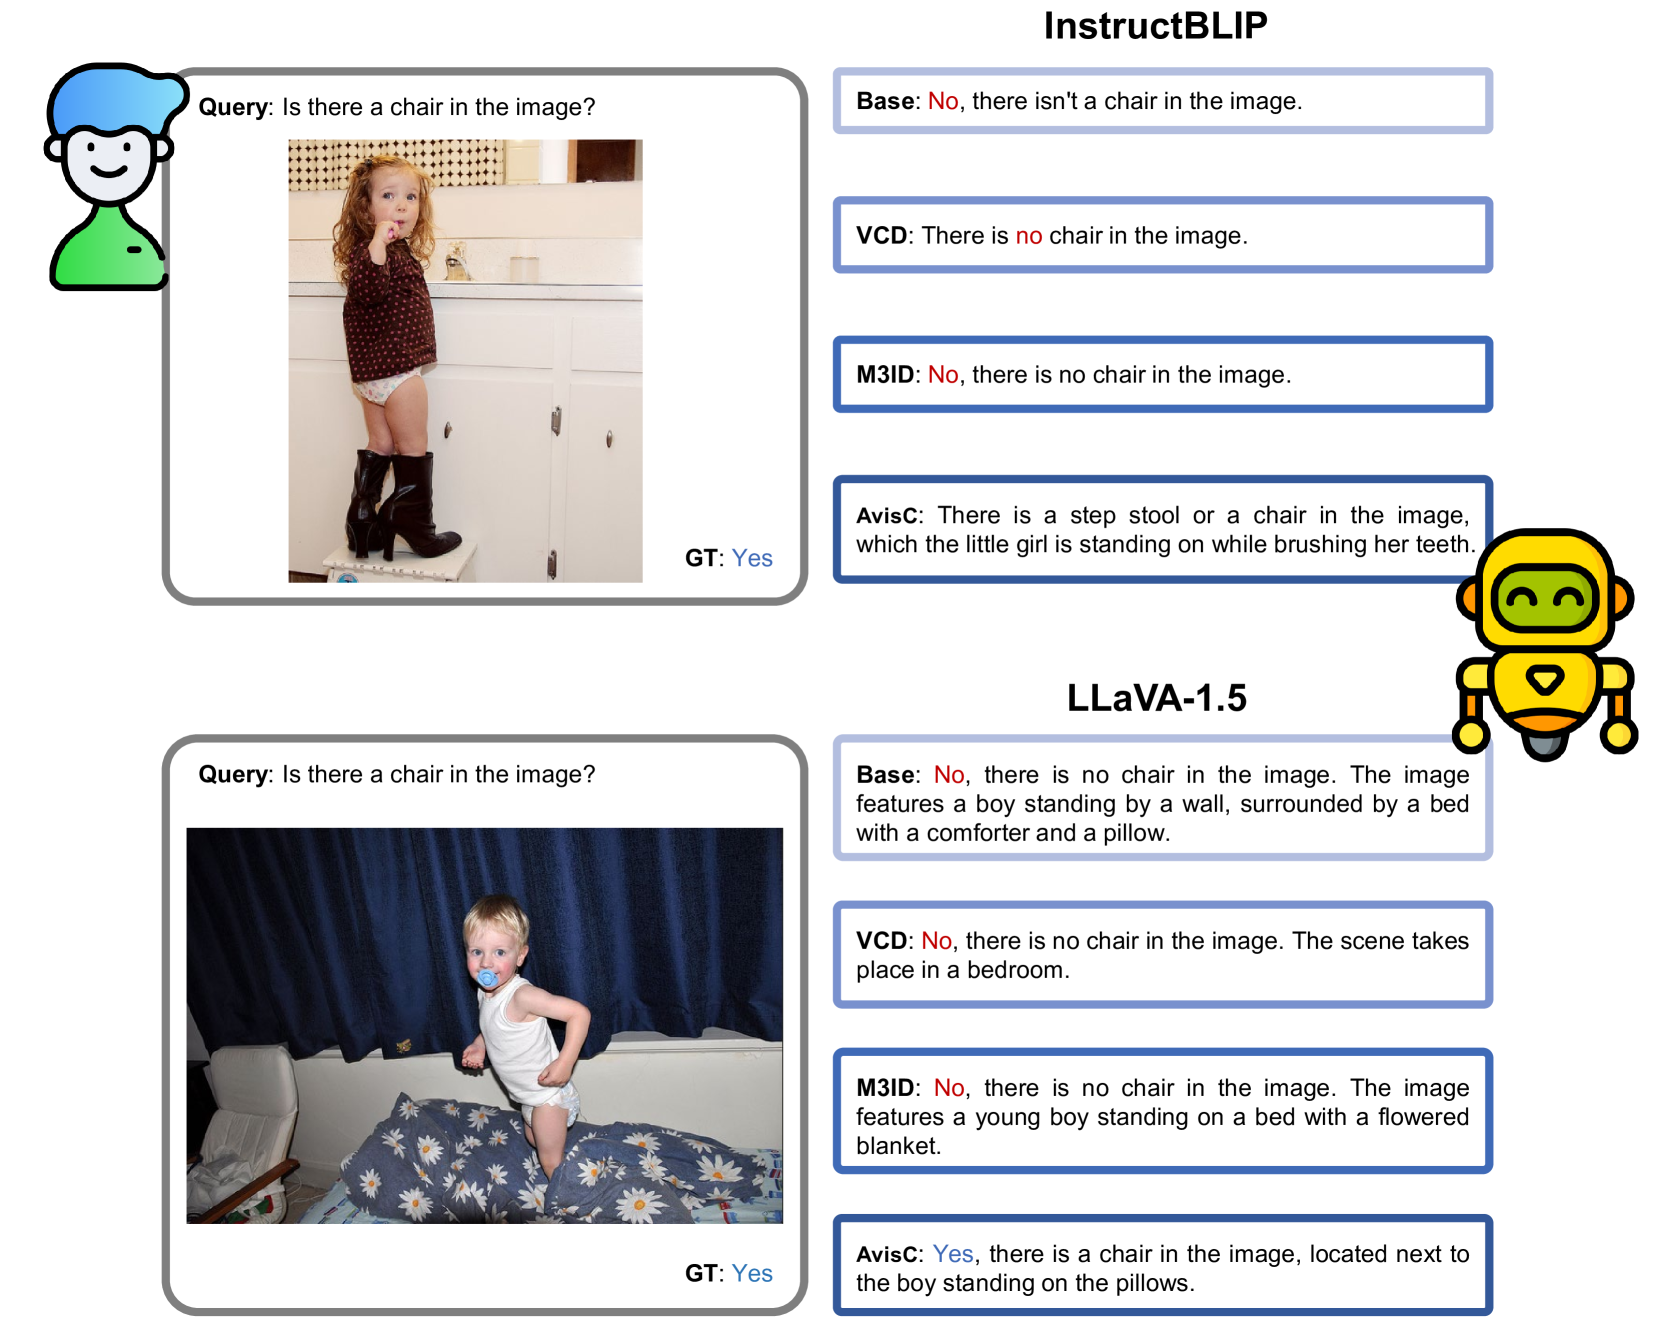 InstructBLIP
Query: Is there a chair in the image?
GT: Yes
Base: No, there isn't a chair in the image.
VCD: There is no chair in the image.
M3ID: No, there is no chair in the image.
AvisC: There is a step stool or a chair in the image,
which the little girl is standing on while brushing her teeth.
LLaVA-1.5
Query: Is there a chair in the image?
GT: Yes
Base: No, there is no chair in the image. The image
features a boy standing by a wall, surrounded by a bed
with a comforter and a pillow.
VCD: No, there is no chair in the image. The scene takes
place in a bedroom.
M3ID: No, there is no chair in the image. The image
features a young boy standing on a bed with a flowered
blanket.
AvisC: Yes, there is a chair in the image, located next to
the boy standing on the pillows.